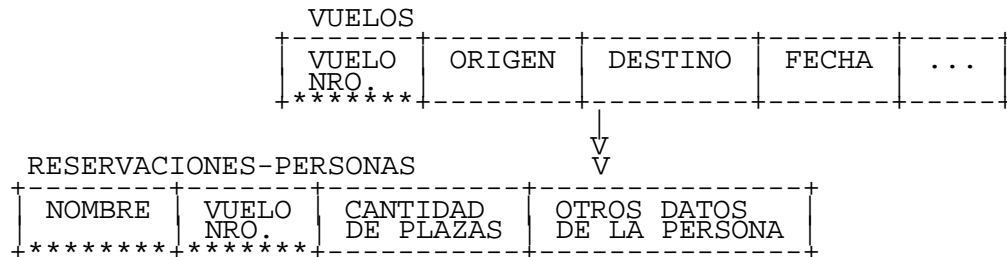 VUELOS
+-------+--------+---------+-------+-----+
| VUELO | ORIGEN | DESTINO | FECHA | ... |
| NRO. | | | | |
+*******+--------+---------+-------+-----+
|
V
V
RESERVACIONES-PERSONAS
+--------+-------+-----------+---------------+
| NOMBRE | VUELO | CANTIDAD | OTROS DATOS |
| | NRO. | DE PLAZAS | DE LA PERSONA |
+********+*******+-----------+---------------+